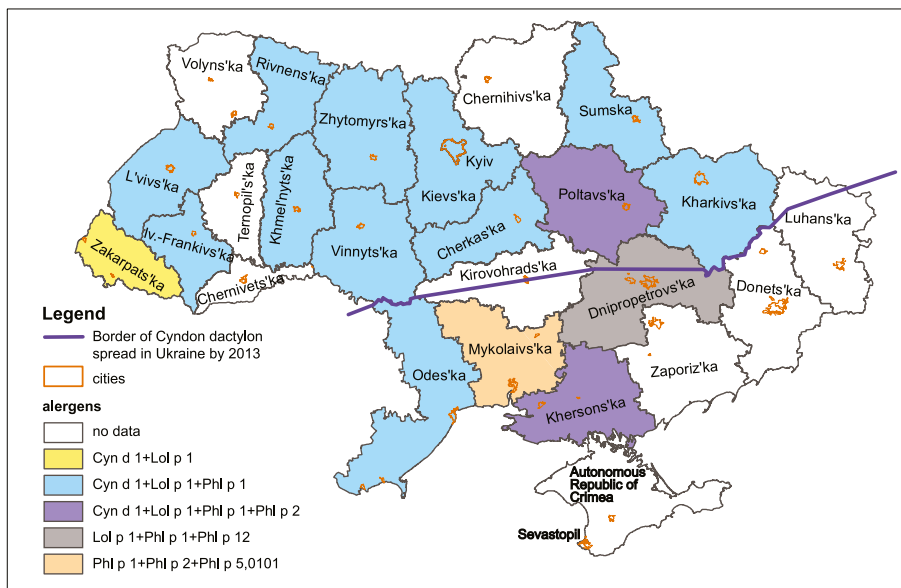 Volyns'ka
Rivnens'ka
Chernihivs'ka
Sumska
Zhytomyrs'ka
Kyiv
L'vivs'ka
Ternopil's'ka
Khmel'nyts'ka
Kievs'ka
Poltavs'ka
Kharkivs'ka
Luhans'ka
Iv.-Frankivs'ka
Vinnyts'ka
Cherkas'ka
Zakarpats'ka
Chernivets'ka
Kirovohrads'ka
Dnipropetrovs'ka
Donets'ka
Mykolaivs'ka
Odes'ka
Zaporiz'ka
Khersons'ka
Autonomous
Republic of
Crimea
Sevastopil
Legend
Border of Cyndon dactylon
spread in Ukraine by 2013
cities
alergens
no data
Cyn d 1+Lol p 1
Cyn d 1+Lol p 1+Phl p 1
Cyn d 1+Lol p 1+Phl p 1+Phl p 2
Lol p 1+Phl p 1+Phl p 12
Phl p 1+Phl p 2+Phl p 5,0101